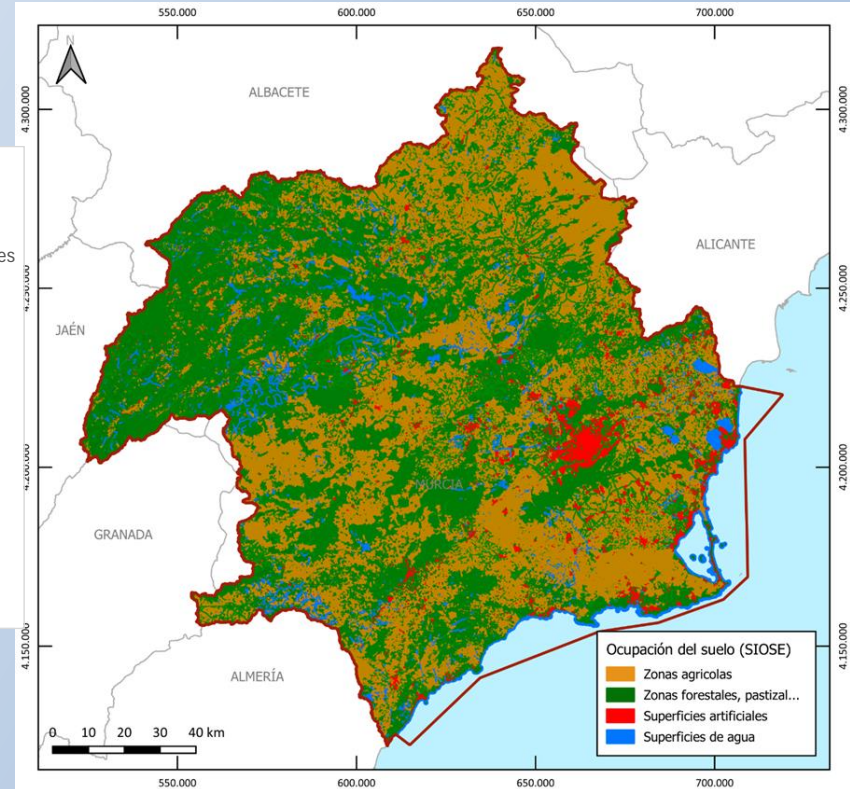 550.000 600.000 650.000 700.000
N
ALBACETE
4.300.000 4.300.000
es
ALICANTE
4.250.000 4.250.000
JAÉN
4.200.000 4.200.000
MURCIA
GRANADA
4.150.000 4.150.000
ALMERÍA
Ocupación del suelo (SIOSE)
Zonas agricolas
Zonas forestales, pastizal...
Superficies artificiales
Superficies de agua
0 10 20 30 40 km
550.000 600.000 650.000 700.000